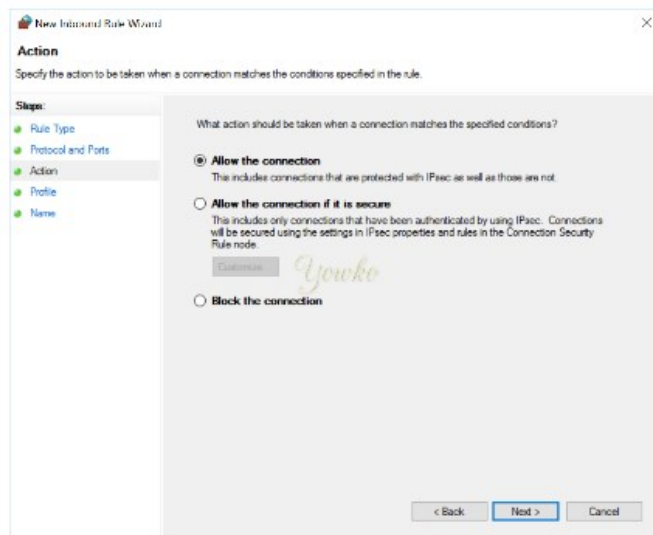 New Inbound Rule Wizard
Action
Specify the action to be taken when a connection matches the conditions specified in the rule.
Steps:
Rule Type
Protocol and Ports
Action
Profile
Name
What action should be taken when a connection matches the specified conditions?
Allow the connection
This includes connections that are protected with IPsec as well as those are not.
Allow the connection if it is secure
This includes only connections that have been authenticated by using IPsec. Connections
will be secured using the settings in IPsec properties and rules in the Connection Security
Rule node.
Customize...
Yowko
Block the connection
< Back
Next >
Cancel